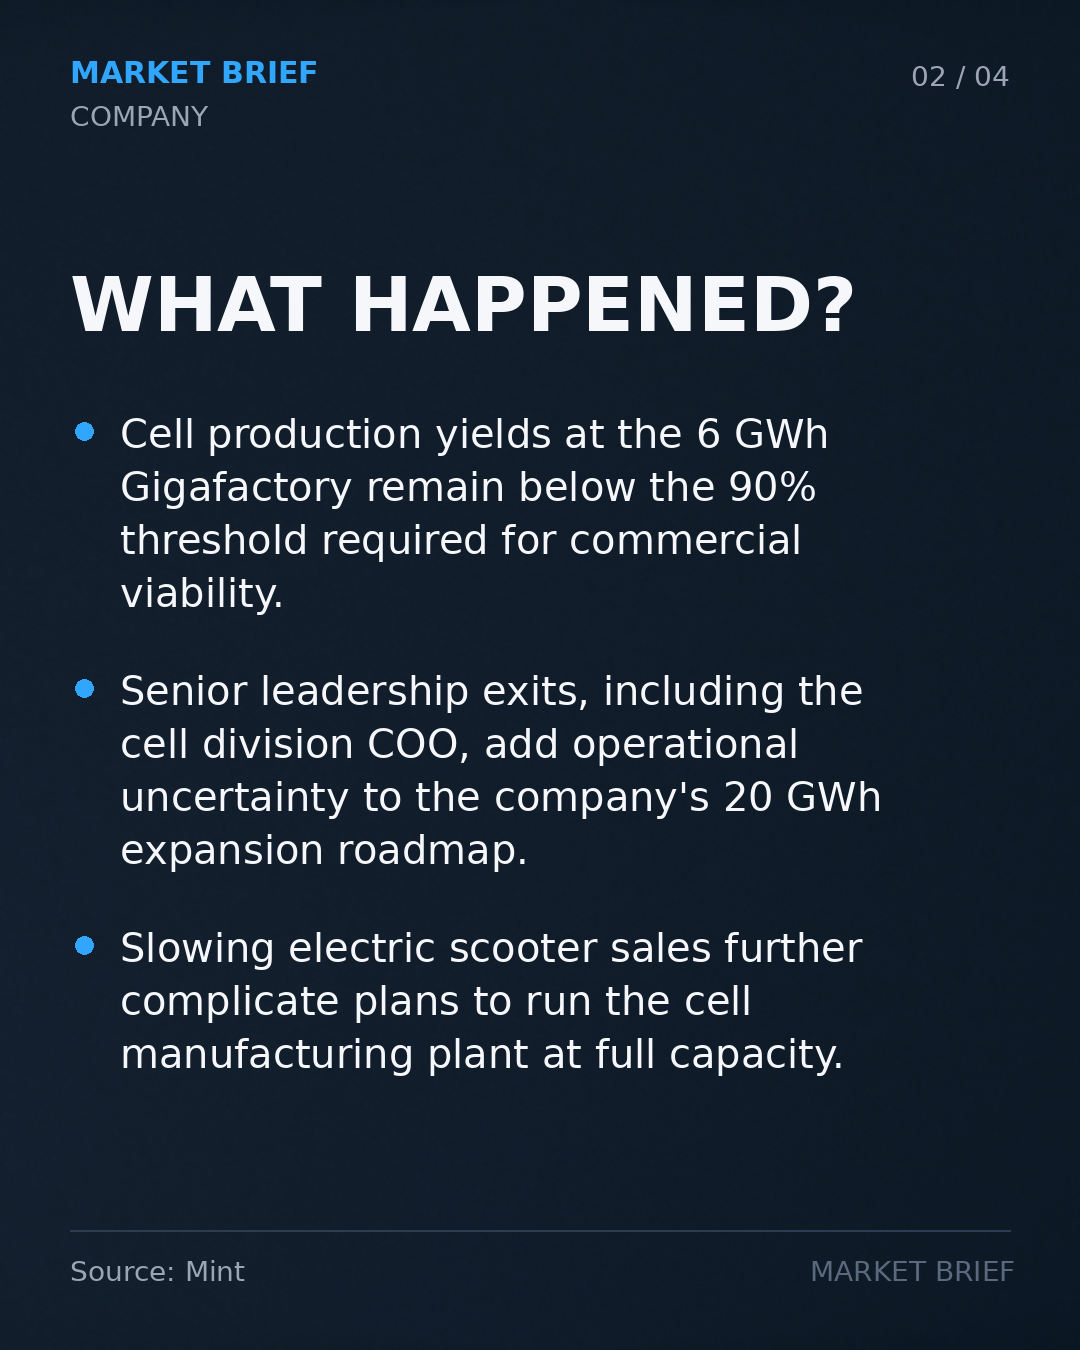 MARKET BRIEF
COMPANY
02 / 04
WHAT HAPPENED?
Cell production yields at the 6 GWh
Gigafactory remain below the 90%
threshold required for commercial
viability.
Senior leadership exits, including the
cell division COO, add operational
uncertainty to the company's 20 GWh
expansion roadmap.
Slowing electric scooter sales further
complicate plans to run the cell
manufacturing plant at full capacity.
Source: Mint
MARKET BRIEF